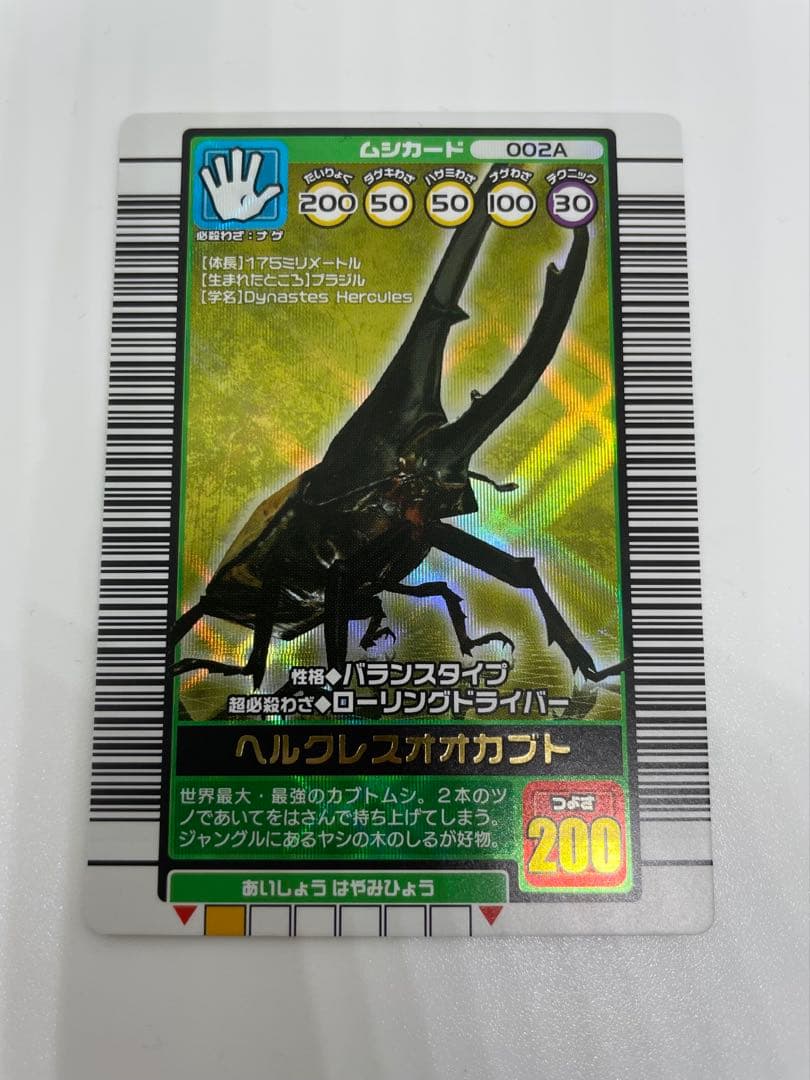 ムシカード 002A
たいりょく ダゲキわざ ハサミわざ ナゲわざ テクニック
200 50 50 100 30
必殺わざ:ナゲ
[体長]175ミリメートル
[生まれたところ]ブラジル
[学名]Dynastes Hercules
性格◆バランスタイプ
超必殺わざ◆ローリングドライバー
ヘルクレスオオカブト
世界最大・最強のカブトムシ。2本のツ
ノであいてをはさんで持ち上げてしまう。
ジャングルにあるヤシの木のしるが好物。
つよさ
200
あいしょう はやみひょう